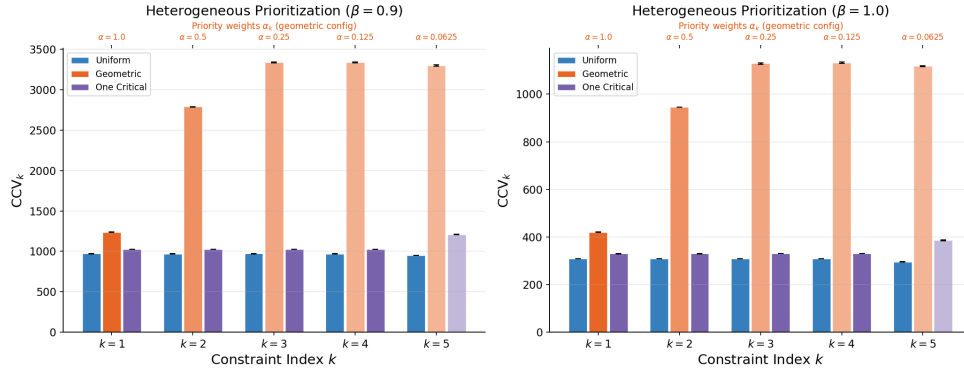 Heterogeneous Prioritization (β = 0.9)
Priority weights αₖ (geometric config)
α = 1.0 α = 0.5 α = 0.25 α = 0.125 α = 0.0625
3500
3000
2500
2000
1500
1000
500
0
CCVₖ
Uniform
Geometric
One Critical
k = 1 k = 2 k = 3 k = 4 k = 5
Constraint Index k
Heterogeneous Prioritization (β = 1.0)
Priority weights αₖ (geometric config)
α = 1.0 α = 0.5 α = 0.25 α = 0.125 α = 0.0625
1000
800
600
400
200
0
CCVₖ
Uniform
Geometric
One Critical
k = 1 k = 2 k = 3 k = 4 k = 5
Constraint Index k